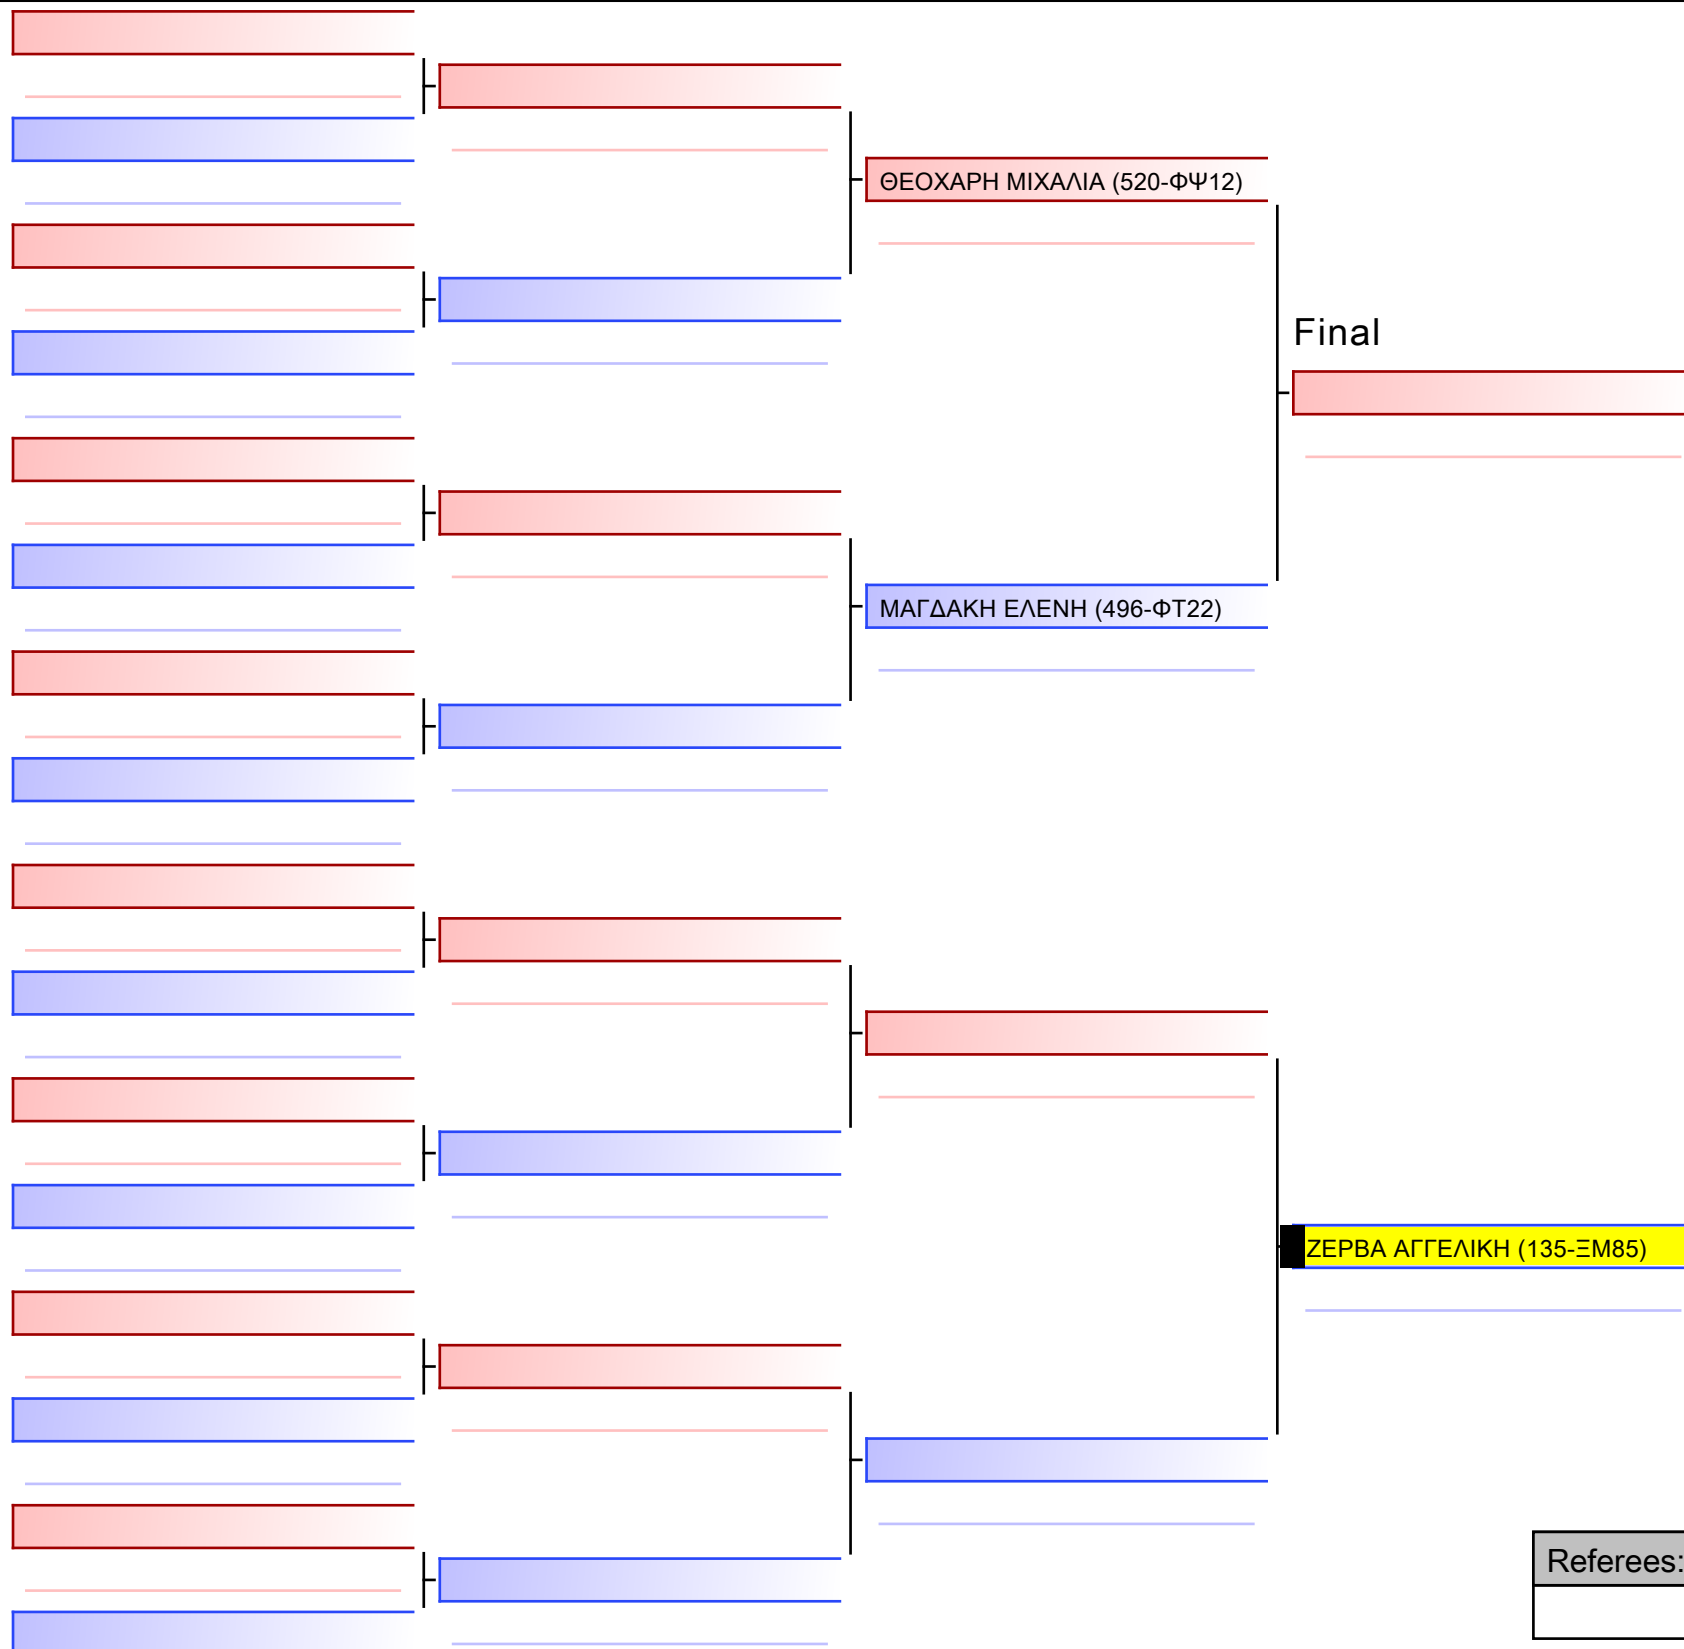 ΘΕΟΧΑΡΗ ΜΙΧΑΛΙΑ (520-ΦΨ12)
Final
ΜΑΓΔΑΚΗ ΕΛΕΝΗ (496-ΦΤ22)
ΖΕΡΒΑ ΑΓΓΕΛΙΚΗ (135-ΞΜ85)
Referees: